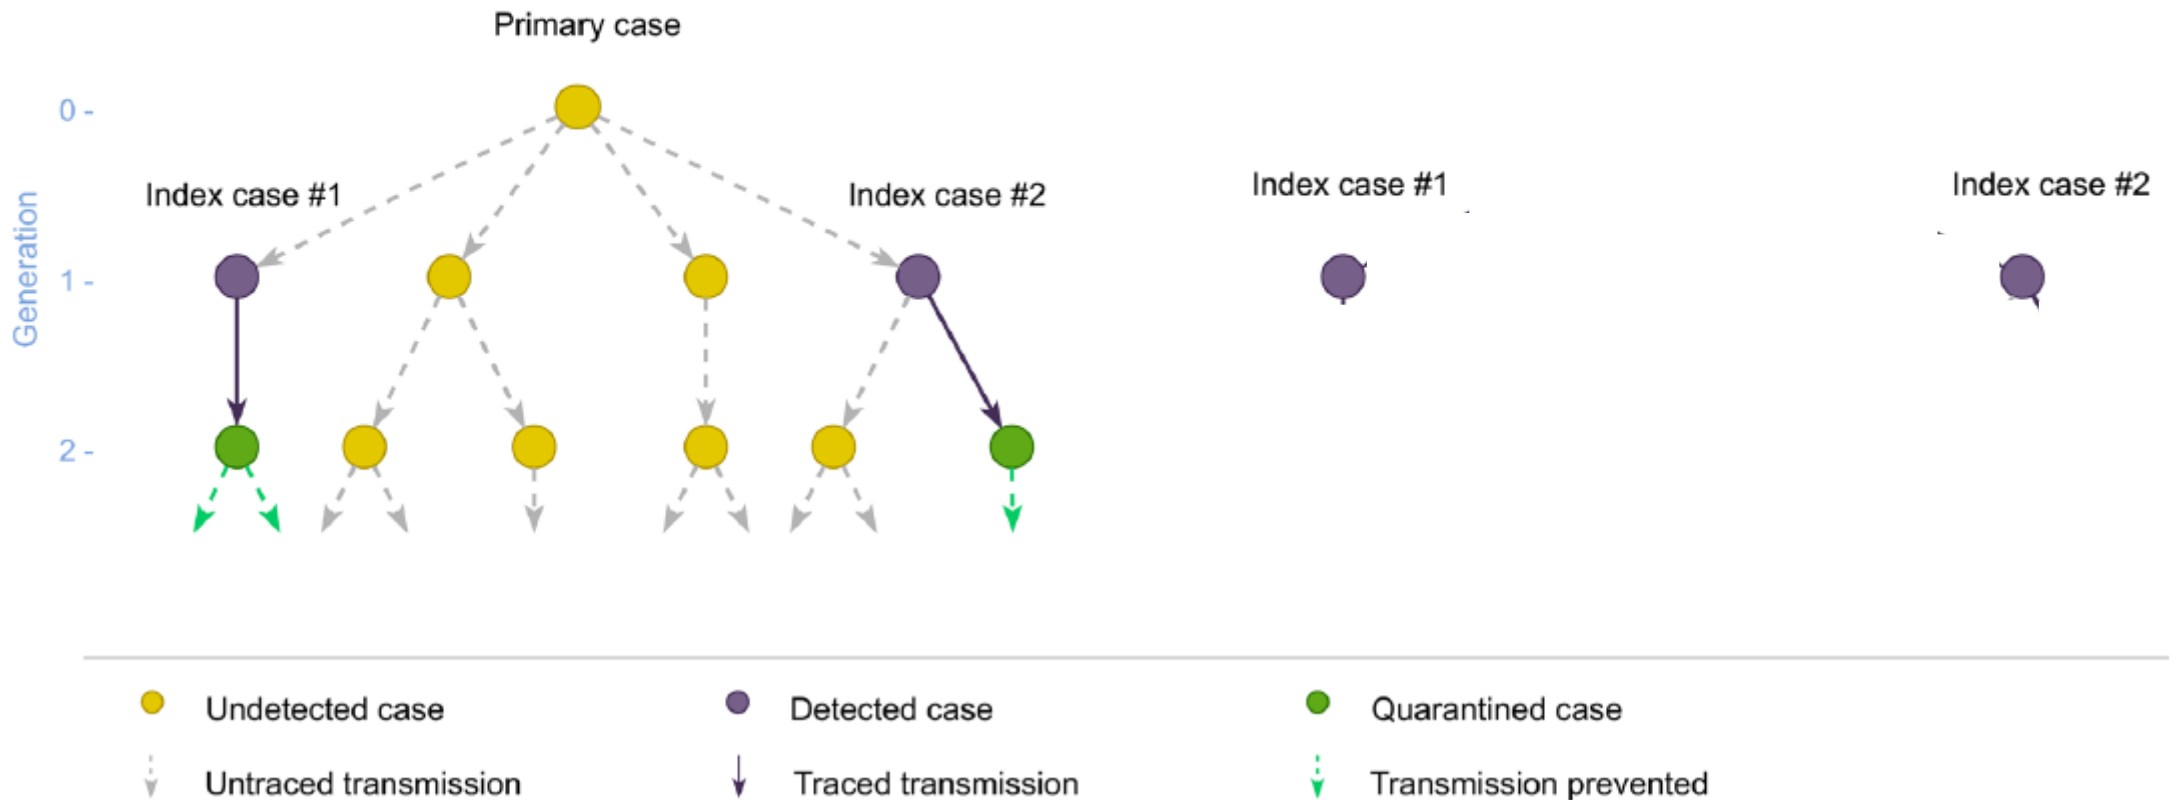 Primary case
0 -
Index case #1
Index case #2
Index case #1
Index case #2
Generation
1 -
2 -
Undetected case
Detected case
Quarantined case
Untraced transmission
Traced transmission
Transmission prevented